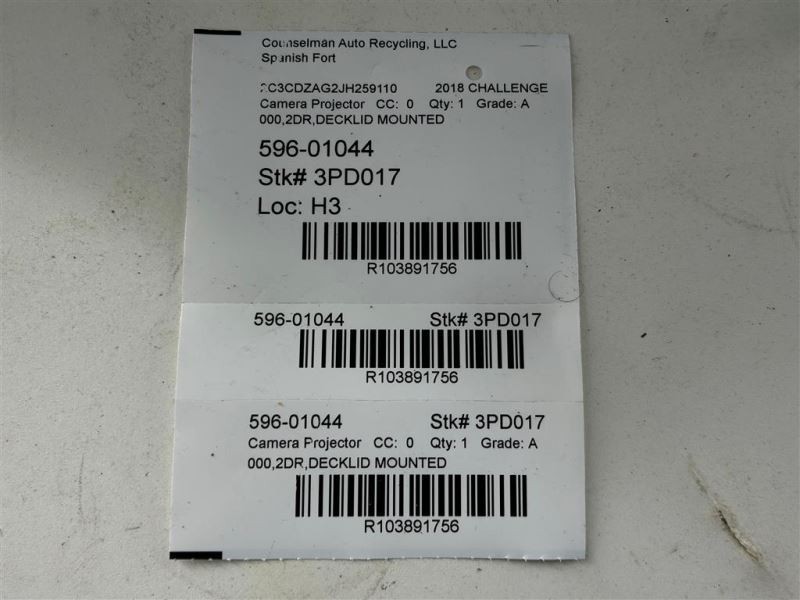 Counselman Auto Recycling, LLC
Spanish Fort
2C3CDZAG2JH259110 2018 CHALLENGE
Camera Projector CC: 0 Qty: 1 Grade: A
000,2DR,DECKLID MOUNTED
596-01044
Stk# 3PD017
Loc: H3
R103891756
596-01044 Stk# 3PD017
R103891756
596-01044 Stk# 3PD017
Camera Projector CC: 0 Qty: 1 Grade: A
000,2DR,DECKLID MOUNTED
R103891756